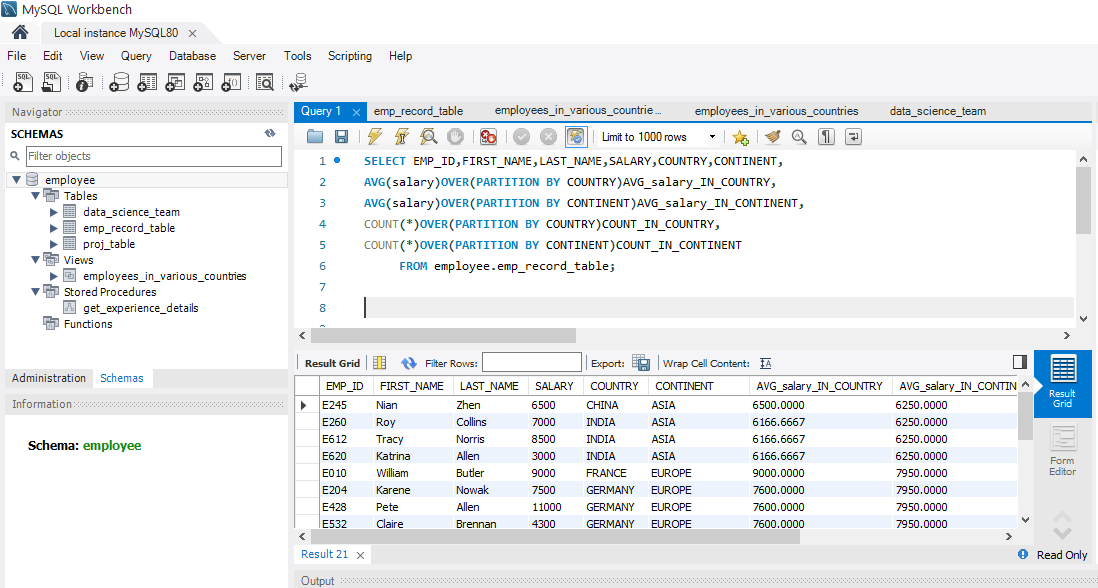 MySQL Workbench
Local instance MySQL80
File Edit View Query Database Server Tools Scripting Help
Navigator
SCHEMAS
Filter objects
employee
Tables
data_science_team
emp_record_table
proj_table
Views
employees_in_various_countries
Stored Procedures
get_experience_details
Functions
Administration Schemas
Information
Schema: employee
Query 1 emp_record_table employees_in_various_countrie... employees_in_various_countries data_science_team
Limit to 1000 rows
1 SELECT EMP_ID,FIRST_NAME,LAST_NAME,SALARY,COUNTRY,CONTINENT,
2 AVG(salary)OVER(PARTITION BY COUNTRY)AVG_salary_IN_COUNTRY,
3 AVG(salary)OVER(PARTITION BY CONTINENT)AVG_salary_IN_CONTINENT,
4 COUNT(*)OVER(PARTITION BY COUNTRY)COUNT_IN_COUNTRY,
5 COUNT(*)OVER(PARTITION BY CONTINENT)COUNT_IN_CONTINENT
6 FROM employee.emp_record_table;
7
8
Result Grid Filter Rows: Export: Wrap Cell Content:
EMP_ID FIRST_NAME LAST_NAME SALARY COUNTRY CONTINENT AVG_salary_IN_COUNTRY AVG_salary_IN_CONTIN
E245 Nian Zhen 6500 CHINA ASIA 6500.0000 6250.0000
E260 Roy Collins 7000 INDIA ASIA 6166.6667 6250.0000
E612 Tracy Norris 8500 INDIA ASIA 6166.6667 6250.0000
E620 Katrina Allen 3000 INDIA ASIA 6166.6667 6250.0000
E010 William Butler 9000 FRANCE EUROPE 9000.0000 7950.0000
E204 Karene Nowak 7500 GERMANY EUROPE 7600.0000 7950.0000
E428 Pete Allen 11000 GERMANY EUROPE 7600.0000 7950.0000
E532 Claire Brennan 4300 GERMANY EUROPE 7600.0000 7950.0000
Result
Grid
Form
Editor
Result 21
Read Only
Output